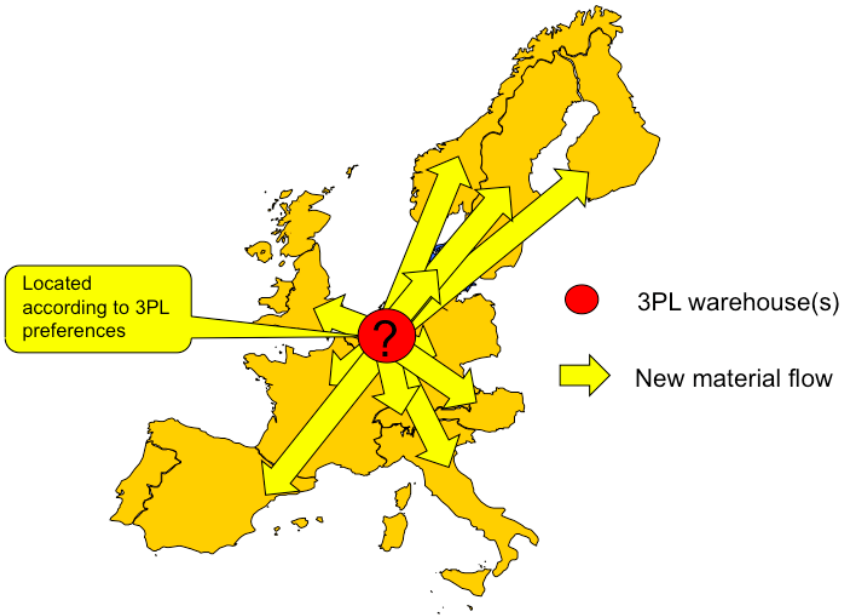 Located
according to 3PL
preferences
?
3PL warehouse(s)
New material flow